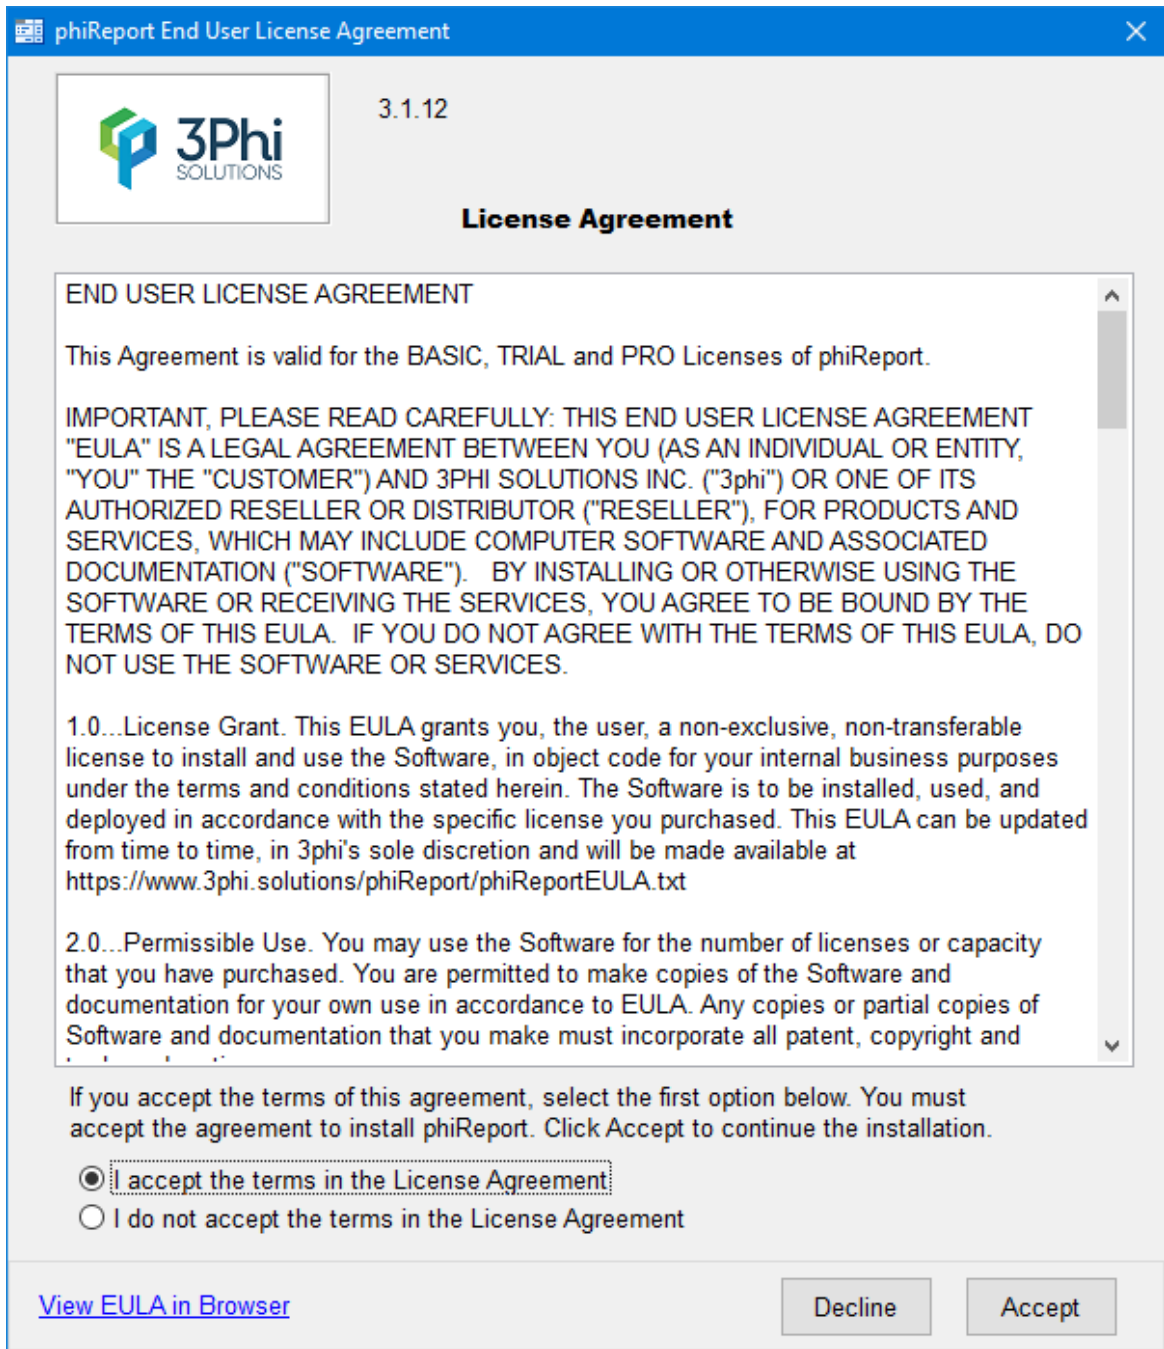 phiReport End User License Agreement
3Phi
SOLUTIONS
3.1.12
License Agreement
END USER LICENSE AGREEMENT
This Agreement is valid for the BASIC, TRIAL and PRO Licenses of phiReport.
IMPORTANT, PLEASE READ CAREFULLY: THIS END USER LICENSE AGREEMENT
"EULA" IS A LEGAL AGREEMENT BETWEEN YOU (AS AN INDIVIDUAL OR ENTITY,
"YOU" THE "CUSTOMER") AND 3PHI SOLUTIONS INC. ("3phi") OR ONE OF ITS
AUTHORIZED RESELLER OR DISTRIBUTOR ("RESELLER"), FOR PRODUCTS AND
SERVICES, WHICH MAY INCLUDE COMPUTER SOFTWARE AND ASSOCIATED
DOCUMENTATION ("SOFTWARE").   BY INSTALLING OR OTHERWISE USING THE
SOFTWARE OR RECEIVING THE SERVICES, YOU AGREE TO BE BOUND BY THE
TERMS OF THIS EULA.  IF YOU DO NOT AGREE WITH THE TERMS OF THIS EULA, DO
NOT USE THE SOFTWARE OR SERVICES.
1.0...License Grant. This EULA grants you, the user, a non-exclusive, non-transferable
license to install and use the Software, in object code for your internal business purposes
under the terms and conditions stated herein. The Software is to be installed, used, and
deployed in accordance with the specific license you purchased. This EULA can be updated
from time to time, in 3phi's sole discretion and will be made available at
https://www.3phi.solutions/phiReport/phiReportEULA.txt
2.0...Permissible Use. You may use the Software for the number of licenses or capacity
that you have purchased. You are permitted to make copies of the Software and
documentation for your own use in accordance to EULA. Any copies or partial copies of
Software and documentation that you make must incorporate all patent, copyright and
If you accept the terms of this agreement, select the first option below. You must
accept the agreement to install phiReport. Click Accept to continue the installation.
I accept the terms in the License Agreement
I do not accept the terms in the License Agreement
View EULA in Browser
Decline
Accept